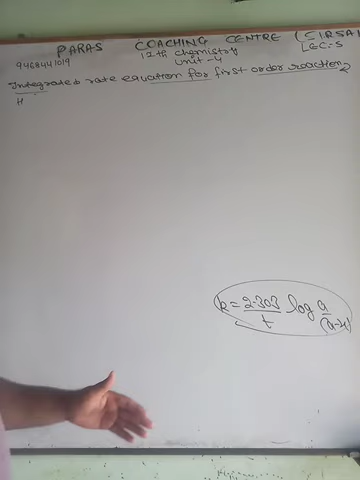 PARAS COACHING CENTRE (SIRSA)
9468441019 12th chemistry LEC:5
unit-4
Integrated rate equation for first order reaction
k = 2.303/t log a/(a-x)